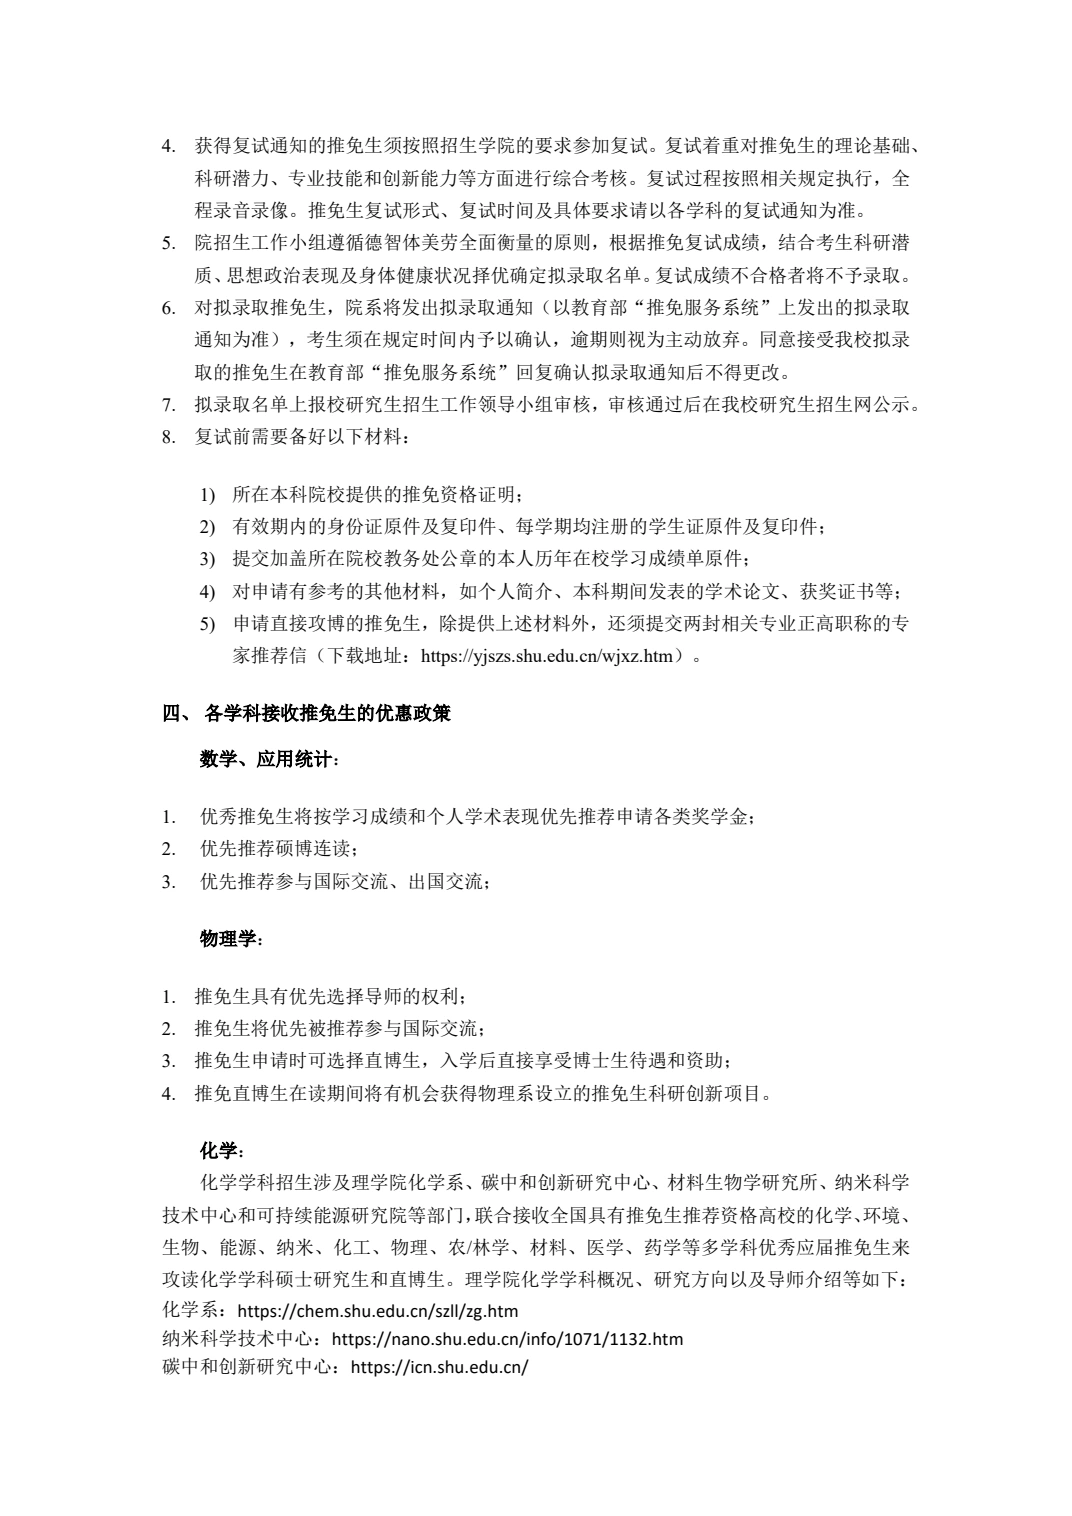 4. 获得复试通知的推免生须按照招生学院的要求参加复试。复试着重对推免生的理论基础、
科研潜力、专业技能和创新能力等方面进行综合考核。复试过程按照相关规定执行，全
程录音录像。推免生复试形式、复试时间及具体要求请以各学科的复试通知为准。
5. 院招生工作小组遵循德智体美劳全面衡量的原则，根据推免复试成绩，结合考生科研潜
质、思想政治表现及身体健康状况择优确定拟录取名单。复试成绩不合格者将不予录取。
6. 对拟录取推免生，院系将发出拟录取通知（以教育部“推免服务系统”上发出的拟录取
通知为准），考生须在规定时间内予以确认，逾期则视为主动放弃。同意接受我校拟录
取的推免生在教育部“推免服务系统”回复确认拟录取通知后不得更改。
7. 拟录取名单上报校研究生招生工作领导小组审核，审核通过后在我校研究生招生网公示。
8. 复试前需要备好以下材料：
1) 所在本科院校提供的推免资格证明；
2) 有效期内的身份证原件及复印件、每学期均注册的学生证原件及复印件；
3) 提交加盖所在院校教务处公章的本人历年在校学习成绩单原件；
4) 对申请有参考的其他材料，如个人简介、本科期间发表的学术论文、获奖证书等；
5) 申请直接攻博的推免生，除提供上述材料外，还须提交两封相关专业正高职称的专
家推荐信（下载地址：https://yjszs.shu.edu.cn/wjxz.htm）。
四、 各学科接收推免生的优惠政策
数学、应用统计：
1. 优秀推免生将按学习成绩和个人学术表现优先推荐申请各类奖学金；
2. 优先推荐硕博连读；
3. 优先推荐参与国际交流、出国交流；
物理学：
1. 推免生具有优先选择导师的权利；
2. 推免生将优先被推荐参与国际交流；
3. 推免生申请时可选择直博生，入学后直接享受博士生待遇和资助；
4. 推免直博生在读期间将有机会获得物理系设立的推免生科研创新项目。
化学：
化学学科招生涉及理学院化学系、碳中和创新研究中心、材料生物学研究所、纳米科学
技术中心和可持续能源研究院等部门，联合接收全国具有推免生推荐资格高校的化学、环境、
生物、能源、纳米、化工、物理、农/林学、材料、医学、药学等多学科优秀应届推免生来
攻读化学学科硕士研究生和直博生。理学院化学学科概况、研究方向以及导师介绍等如下：
化学系：https://chem.shu.edu.cn/szll/zg.htm
纳米科学技术中心：https://nano.shu.edu.cn/info/1071/1132.htm
碳中和创新研究中心：https://icn.shu.edu.cn/